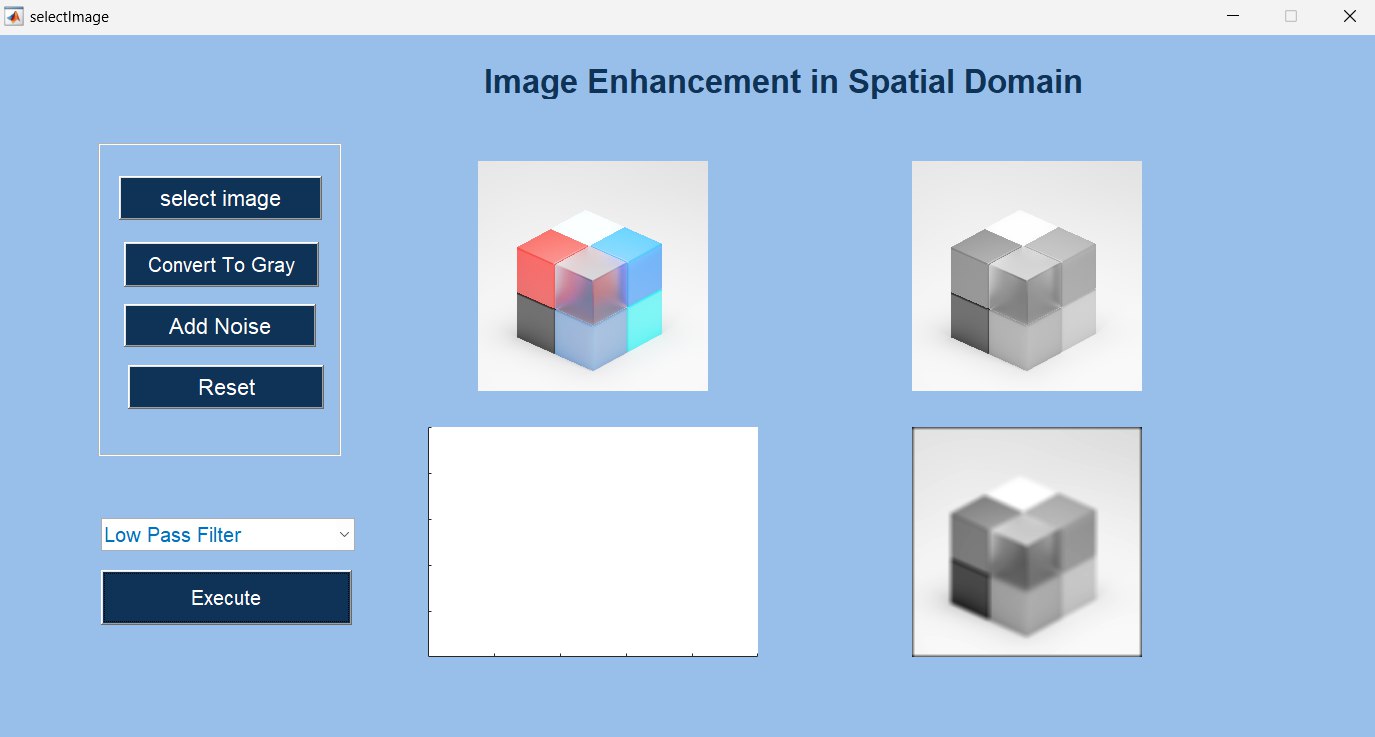 selectImage
Image Enhancement in Spatial Domain
select image
Convert To Gray
Add Noise
Reset
Low Pass Filter
Execute